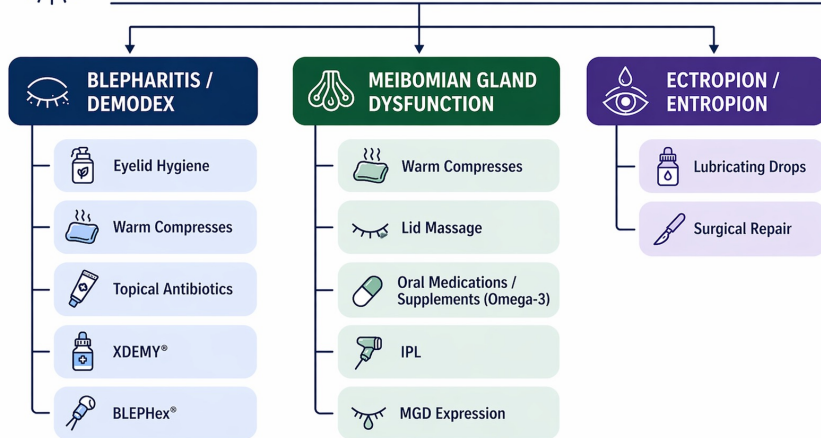 BLEPHARITIS /
DEMODEX
Eyelid Hygiene
Warm Compresses
Topical Antibiotics
XDEMY®
BLEPHex®
MEIBOMIAN GLAND
DYSFUNCTION
Warm Compresses
Lid Massage
Oral Medications /
Supplements (Omega-3)
IPL
MGD Expression
ECTROPION /
ENTROPION
Lubricating Drops
Surgical Repair